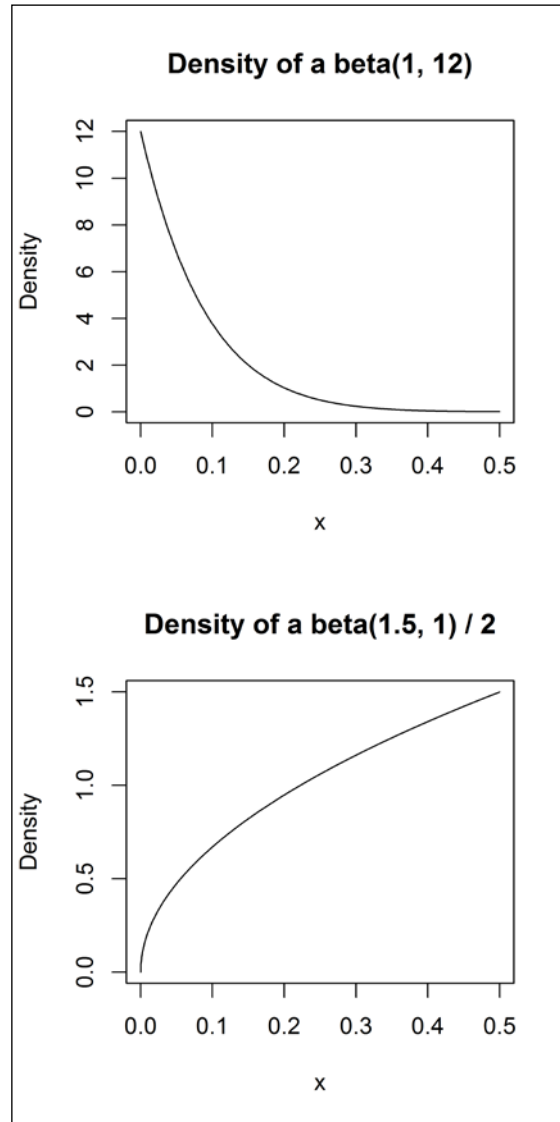 Density of a beta(1, 12)
Density
12
10
8
6
4
2
0
0.0 0.1 0.2 0.3 0.4 0.5
x
Density of a beta(1.5, 1) / 2
Density
1.5
1.0
0.5
0.0
0.0 0.1 0.2 0.3 0.4 0.5
x